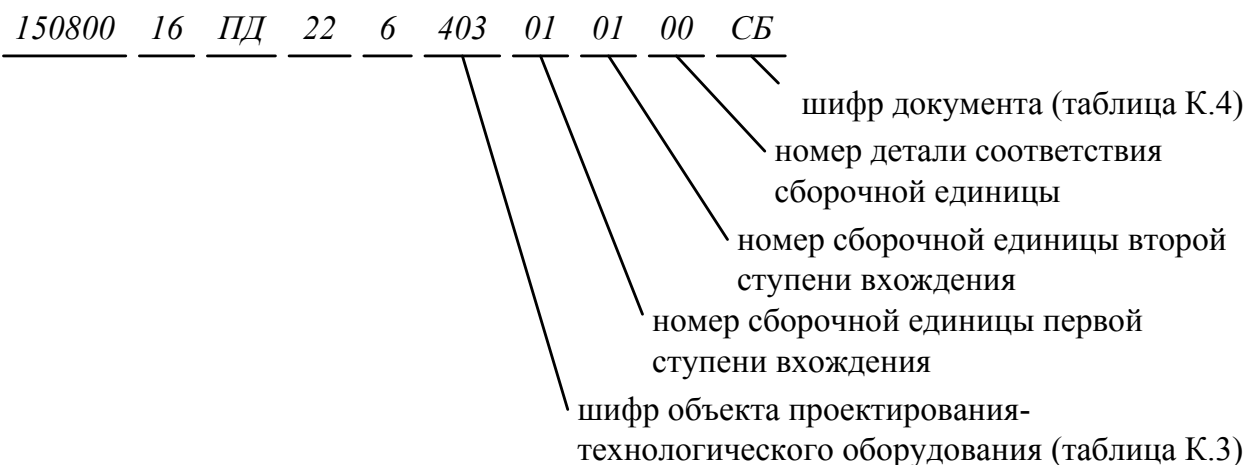 150800 16 ПД 22 6 403 01 01 00 СБ
шифр документа (таблица К.4)
номер детали соответствия
сборочной единицы
номер сборочной единицы второй
ступени вхождения
номер сборочной единицы первой
ступени вхождения
шифр объекта проектирования-
технологического оборудования (таблица К.3)